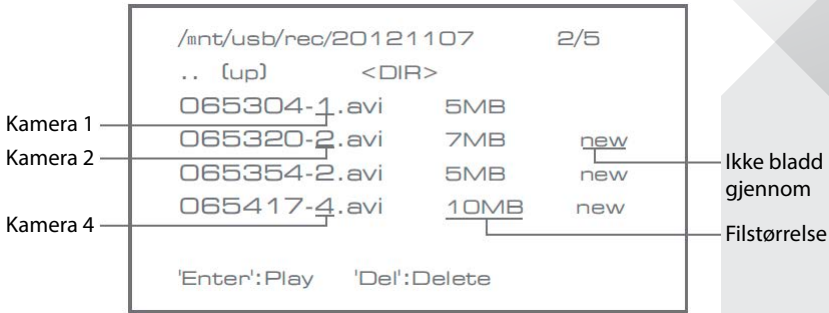 /mnt/usb/rec/20121107 2/5
.. (up) <DIR>
065304-1.avi 5MB
Kamera 1
065320-2.avi 7MB new
Kamera 2
Ikke bladd
gjennom
065354-2.avi 5MB new
065417-4.avi 10MB new
Kamera 4
Filstørrelse
'Enter':Play 'Del':Delete